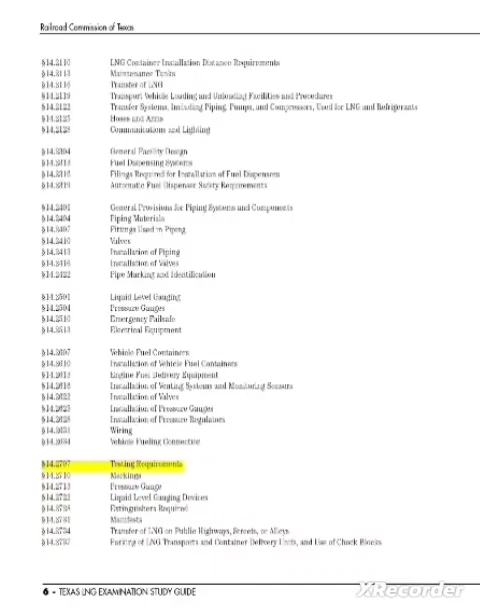 Railroad Commission of Texas
§14.2110 LNG Container Installation Distance Requirements
§14.2113 Maintenance Tanks
§14.2116 Transfer of LNG
§14.2119 Transport Vehicle Loading and Unloading Facilities and Procedures
§14.2122 Transfer Systems, Including Piping, Pumps, and Compressors, Used for LNG and Refrigerants
§14.2125 Hoses and Arms
§14.2128 Communications and Lighting
§14.2304 General Facility Design
§14.2313 Fuel Dispensing Systems
§14.2316 Filings Required for Installation of Fuel Dispensers
§14.2319 Automatic Fuel Dispenser Safety Requirements
§14.2401 General Provisions for Piping Systems and Components
§14.2404 Piping Materials
§14.2407 Fittings Used in Piping
§14.2410 Valves
§14.2413 Installation of Piping
§14.2416 Installation of Valves
§14.2422 Pipe Marking and Identification
§14.2501 Liquid Level Gauging
§14.2504 Pressure Gauges
§14.2510 Emergency Failsafe
§14.2513 Electrical Equipment
§14.2607 Vehicle Fuel Containers
§14.2610 Installation of Vehicle Fuel Containers
§14.2613 Engine Fuel Delivery Equipment
§14.2616 Installation of Venting Systems and Monitoring Sensors
§14.2622 Installation of Valves
§14.2625 Installation of Pressure Gauges
§14.2628 Installation of Pressure Regulators
§14.2631 Wiring
§14.2634 Vehicle Fueling Connection
§14.2707 Testing Requirements
§14.2710 Markings
§14.2713 Pressure Gauge
§14.2722 Liquid Level Gauging Devices
§14.2728 Extinguishers Required
§14.2731 Manifests
§14.2734 Transfer of LNG on Public Highways, Streets, or Alleys
§14.2737 Parking of LNG Transports and Container Delivery Units, and Use of Chock Blocks
6 - TEXAS LNG EXAMINATION STUDY GUIDE
XRecorder